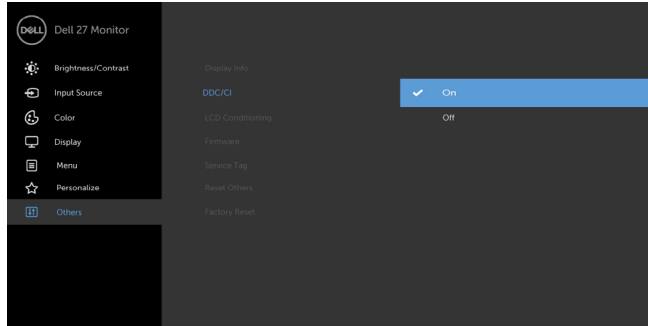 DELL Dell 27 Monitor
Brightness/Contrast
Input Source
Color
Display
Menu
Personalize
Others
Display Info
DDC/CI
LCD Conditioning
Firmware
Service Tag
Reset Others
Factory Reset
On
Off